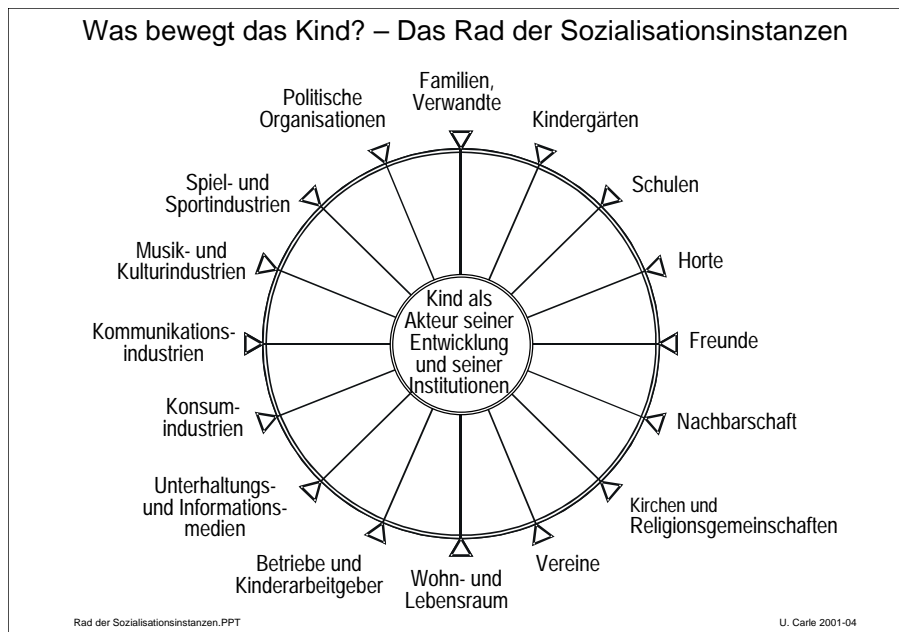 Was bewegt das Kind? – Das Rad der Sozialisationsinstanzen
Familien,
Verwandte
Kindergärten
Schulen
Horte
Freunde
Nachbarschaft
Kirchen und
Religionsgemeinschaften
Vereine
Wohn- und
Lebensraum
Betriebe und
Kinderarbeitgeber
Unterhaltungs-
und Informations-
medien
Konsum-
industrien
Kommunikations-
industrien
Musik- und
Kulturindustrien
Spiel- und
Sportindustrien
Politische
Organisationen
Kind als
Akteur seiner
Entwicklung
und seiner
Institutionen
Rad der Sozialisationsinstanzen.PPT
U. Carle 2001-04